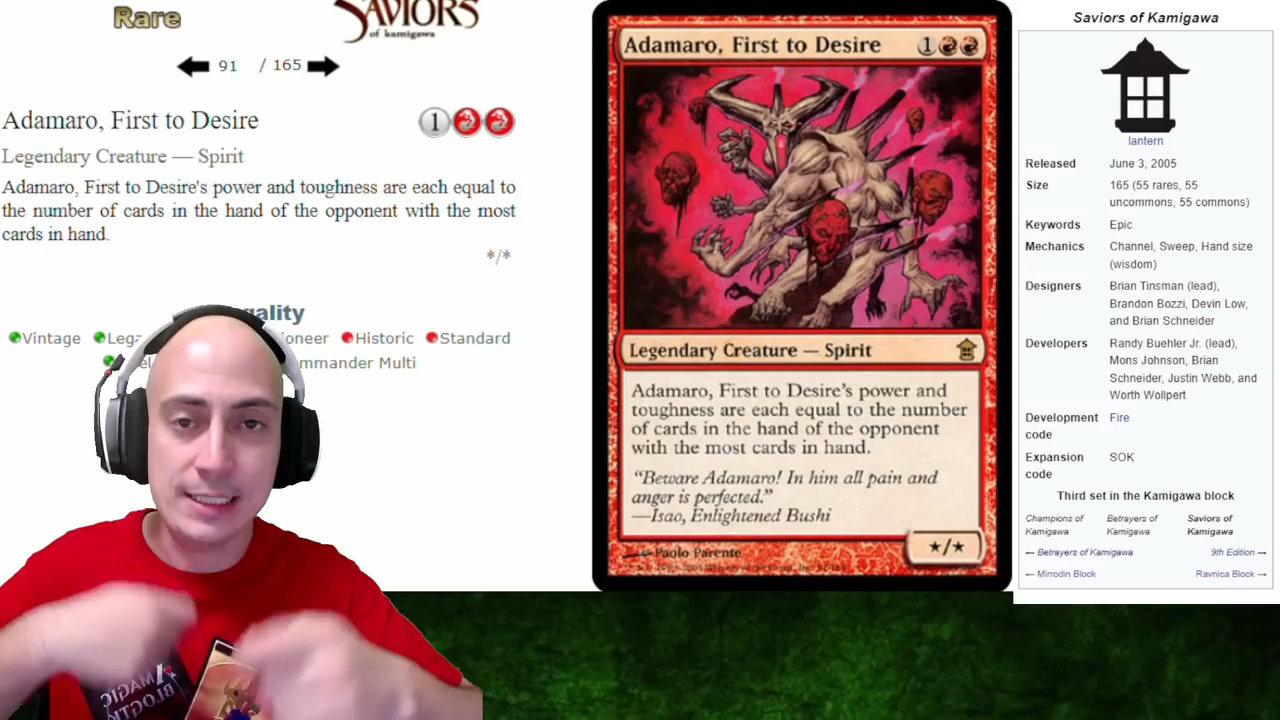 Rare
SAVIORS
of kamigawa
91 / 165
Adamaro, First to Desire 1
Legendary Creature — Spirit
Adamaro, First to Desire's power and toughness are each equal to
the number of cards in the hand of the opponent with the most
cards in hand.
*/*
Vintage
Historic Standard
Multi
Adamaro, First to Desire 1
Legendary Creature — Spirit
Adamaro, First to Desire's power and
toughness are each equal to the number
of cards in the hand of the opponent
with the most cards in hand.
"Beware Adamaro! In him all pain and
anger is perfected."
—Isao, Enlightened Bushi
★/★
Paolo Parente
Saviors of Kamigawa
lantern
Released June 3, 2005
Size 165 (55 rares, 55
uncommons, 55 commons)
Keywords Epic
Mechanics Channel, Sweep, Hand size
(wisdom)
Designers Brian Tinsman (lead),
Brandon Bozzi, Devin Low,
and Brian Schneider
Developers Randy Buehler Jr. (lead),
Mons Johnson, Brian
Schneider, Justin Webb, and
Worth Wollpert
Development Fire
code
Expansion SOK
code
Third set in the Kamigawa block
Champions of Betrayers of Saviors of
Kamigawa Kamigawa Kamigawa
← Betrayers of Kamigawa 9th Edition →
← Mirrodin Block Ravnica Block →
MAGIC